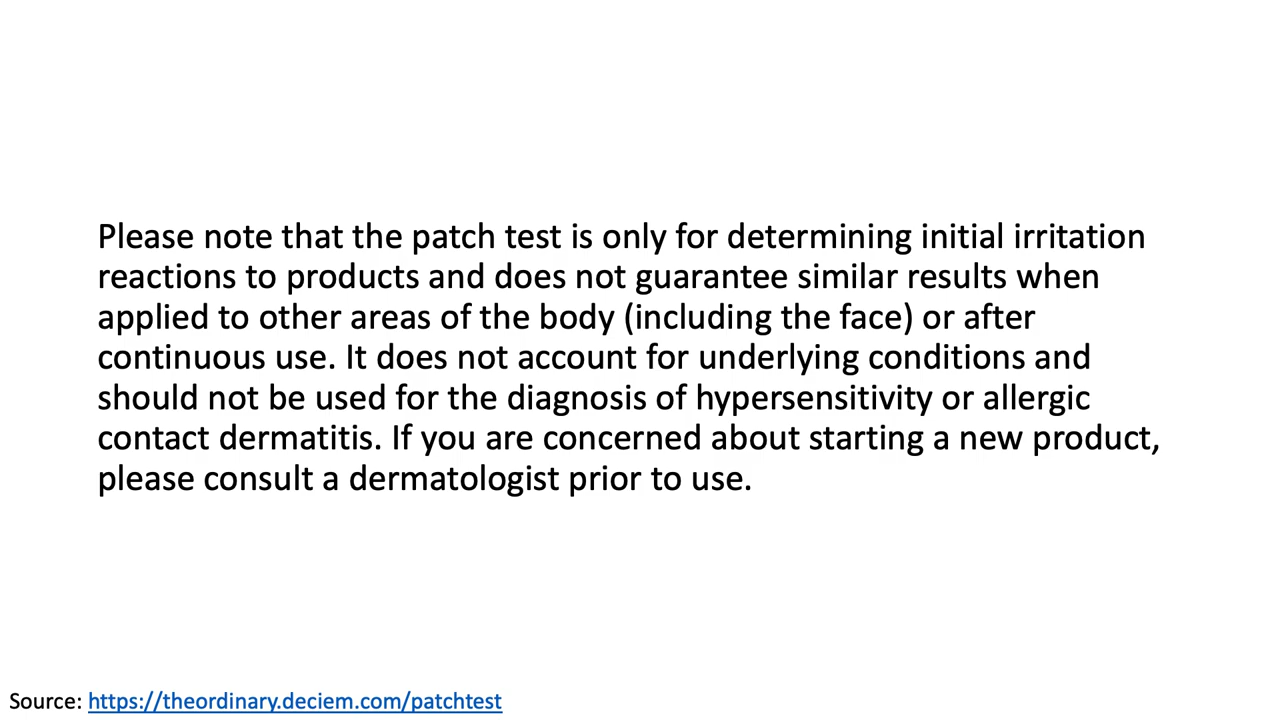 Please note that the patch test is only for determining initial irritation
reactions to products and does not guarantee similar results when
applied to other areas of the body (including the face) or after
continuous use. It does not account for underlying conditions and
should not be used for the diagnosis of hypersensitivity or allergic
contact dermatitis. If you are concerned about starting a new product,
please consult a dermatologist prior to use.
Source: https://theordinary.deciem.com/patchtest